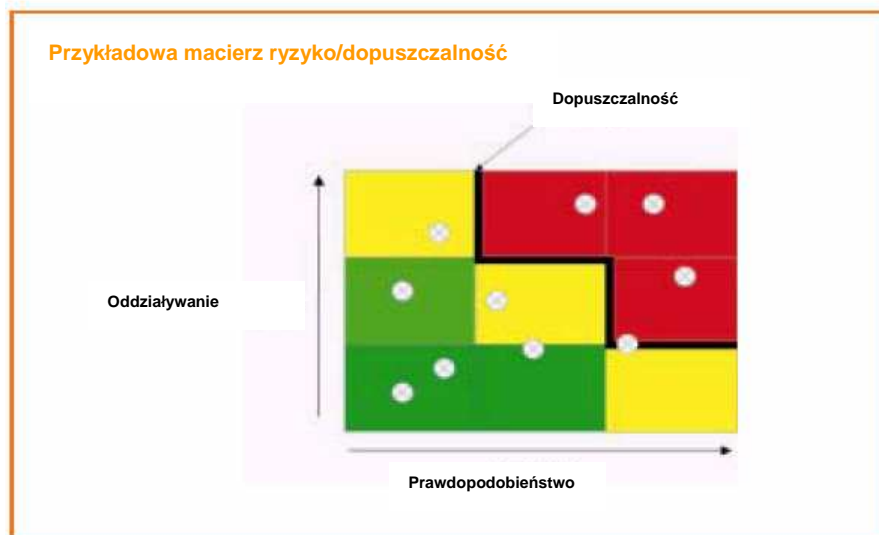 Przykładowa macierz ryzyko/dopuszczalność
Dopuszczalność
Oddziaływanie
Prawdopodobieństwo